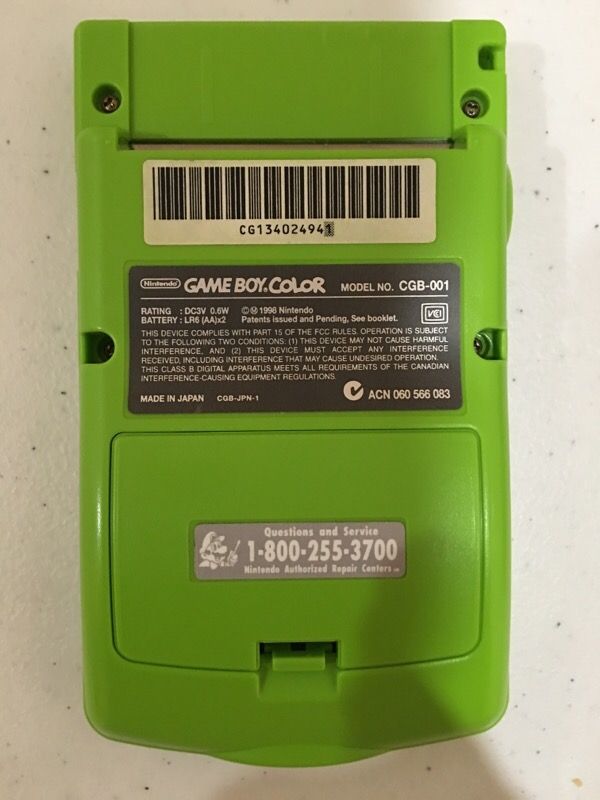 CG134024941
Nintendo GAME BOY COLOR MODEL NO. CGB-001
RATING : DC3V 0.6W ©Ⓜ1998 Nintendo
BATTERY : LR6 (AA)x2 Patents issued and Pending, See booklet.
VCI
THIS DEVICE COMPLIES WITH PART 15 OF THE FCC RULES. OPERATION IS SUBJECT
TO THE FOLLOWING TWO CONDITIONS: (1) THIS DEVICE MAY NOT CAUSE HARMFUL
INTERFERENCE, AND (2) THIS DEVICE MUST ACCEPT ANY INTERFERENCE
RECEIVED, INCLUDING INTERFERENCE THAT MAY CAUSE UNDESIRED OPERATION.
THIS CLASS B DIGITAL APPARATUS MEETS ALL REQUIREMENTS OF THE CANADIAN
INTERFERENCE-CAUSING EQUIPMENT REGULATIONS.
MADE IN JAPAN CGB-JPN-1 ACN 060 566 083
Questions and Service
1-800-255-3700
Nintendo Authorized Repair Centers